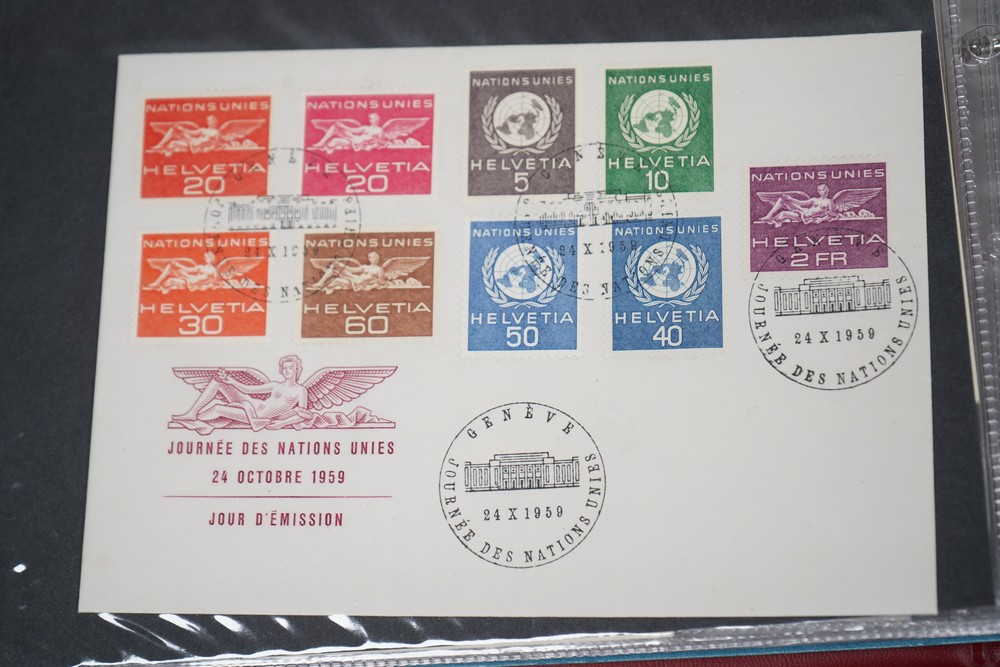 NATIONS UNIES
HELVETIA
20
NATIONS UNIES
HELVETIA
20
NATIONS UNIES
HELVETIA
5
NATIONS UNIES
HELVETIA
10
NATIONS UNIES
HELVETIA
2 FR
NATIONS UNIES
HELVETIA
30
NATIONS UNIES
HELVETIA
60
NATIONS UNIES
HELVETIA
50
NATIONS UNIES
HELVETIA
40
24 X 1959
24 X 1959
GENÈVE
24 X 1959
JOURNÉE DES NATIONS UNIES
JOURNÉE DES NATIONS UNIES
24 OCTOBRE 1959
JOUR D'ÉMISSION
GENÈVE
24 X 1959
JOURNÉE DES NATIONS UNIES